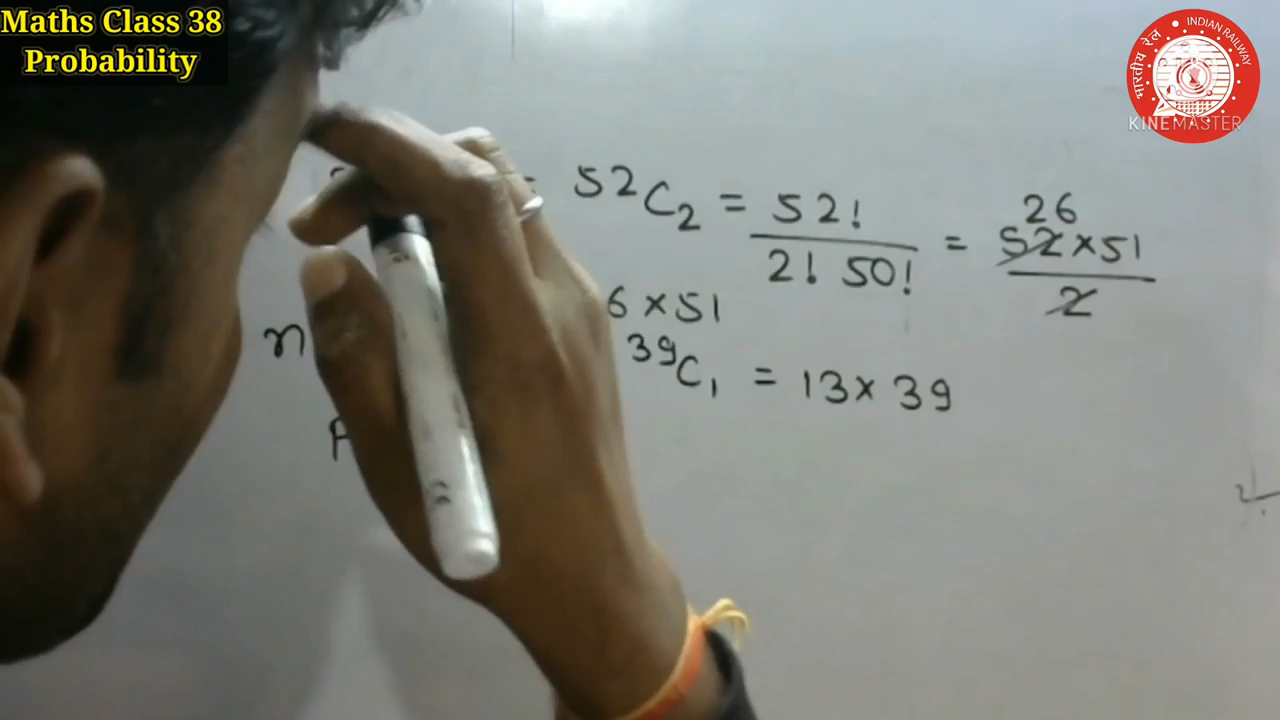 Maths Class 38
Probability
भारतीय रेल INDIAN RAILWAY
KINEMASTER
= ⁵²C₂ = 52! / 2! 50! = 26 52×51 / 2
6×51
n ³⁹C₁ = 13×39
P